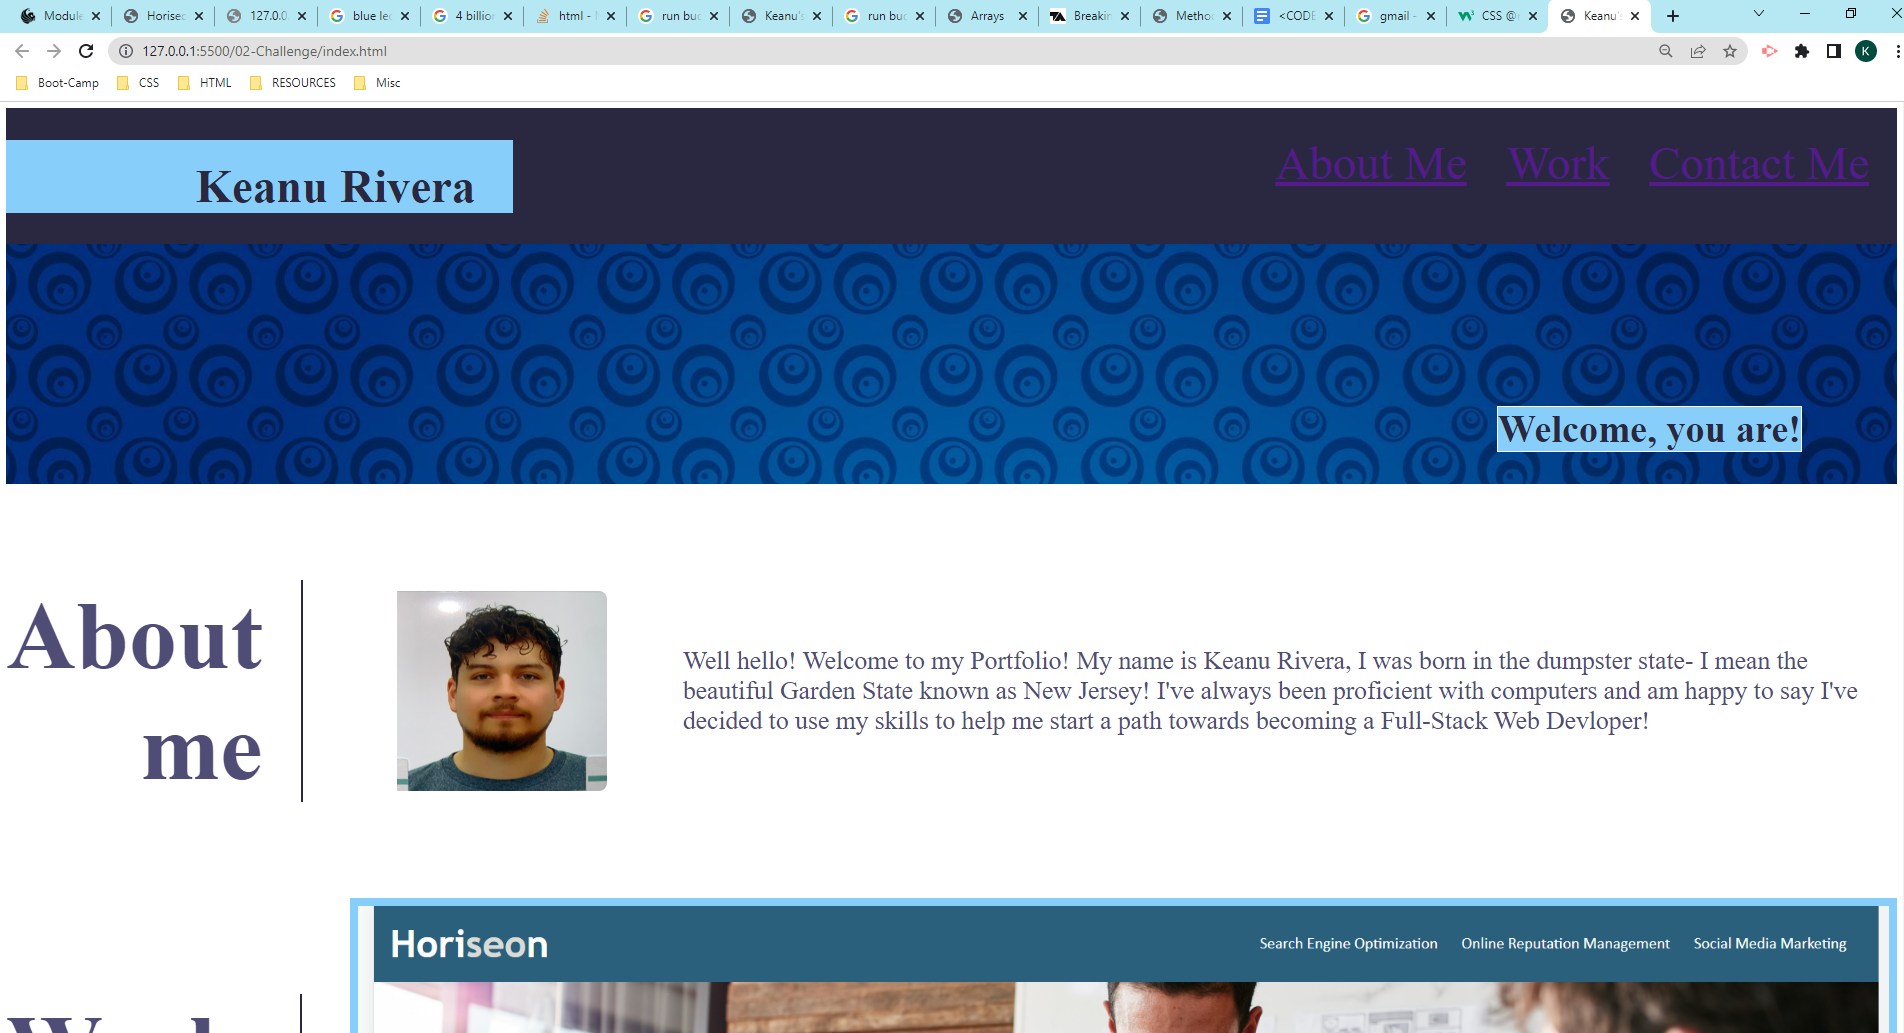 Module
Horiseo
127.0.0.
blue le
4 billion
html -
run bu
Keanu's
run bu
Arrays
Breakin
Metho
<CODE
gmail -
CSS @
Keanu'
127.0.0.1:5500/02-Challenge/index.html
K
Boot-Camp
CSS
HTML
RESOURCES
Misc
Keanu Rivera
About Me
Work
Contact Me
Welcome, you are!
About
me
Well hello! Welcome to my Portfolio! My name is Keanu Rivera, I was born in the dumpster state- I mean the
beautiful Garden State known as New Jersey! I've always been proficient with computers and am happy to say I've
decided to use my skills to help me start a path towards becoming a Full-Stack Web Devloper!
Horiseon
Search Engine Optimization
Online Reputation Management
Social Media Marketing
Work